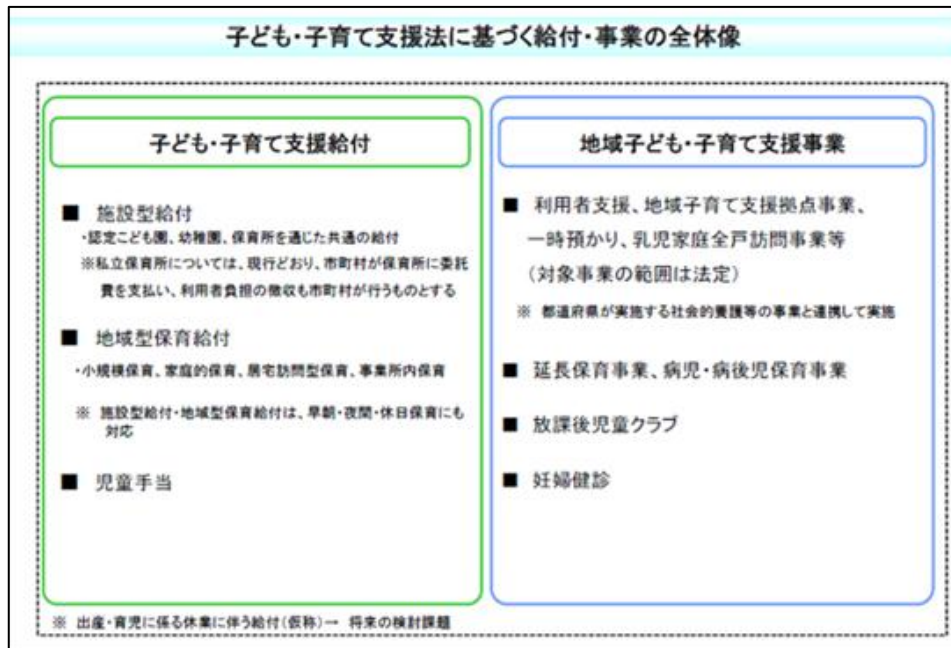 子ども・子育て支援法に基づく給付・事業の全体像
子ども・子育て支援給付
■ 施設型給付
・認定こども園、幼稚園、保育所を通じた共通の給付
※私立保育所については、現行どおり、市町村が保育所に委託
費を支払い、利用者負担の徴収も市町村が行うものとする
■ 地域型保育給付
・小規模保育、家庭的保育、居宅訪問型保育、事業所内保育
※ 施設型給付・地域型保育給付は、早朝・夜間・休日保育にも
対応
■ 児童手当
地域子ども・子育て支援事業
■ 利用者支援、地域子育て支援拠点事業、
一時預かり、乳児家庭全戸訪問事業等
(対象事業の範囲は法定)
※ 都道府県が実施する社会的養護等の事業と連携して実施
■ 延長保育事業、病児・病後児保育事業
■ 放課後児童クラブ
■ 妊婦健診
※ 出産・育児に係る休業に伴う給付(仮称)→ 将来の検討課題